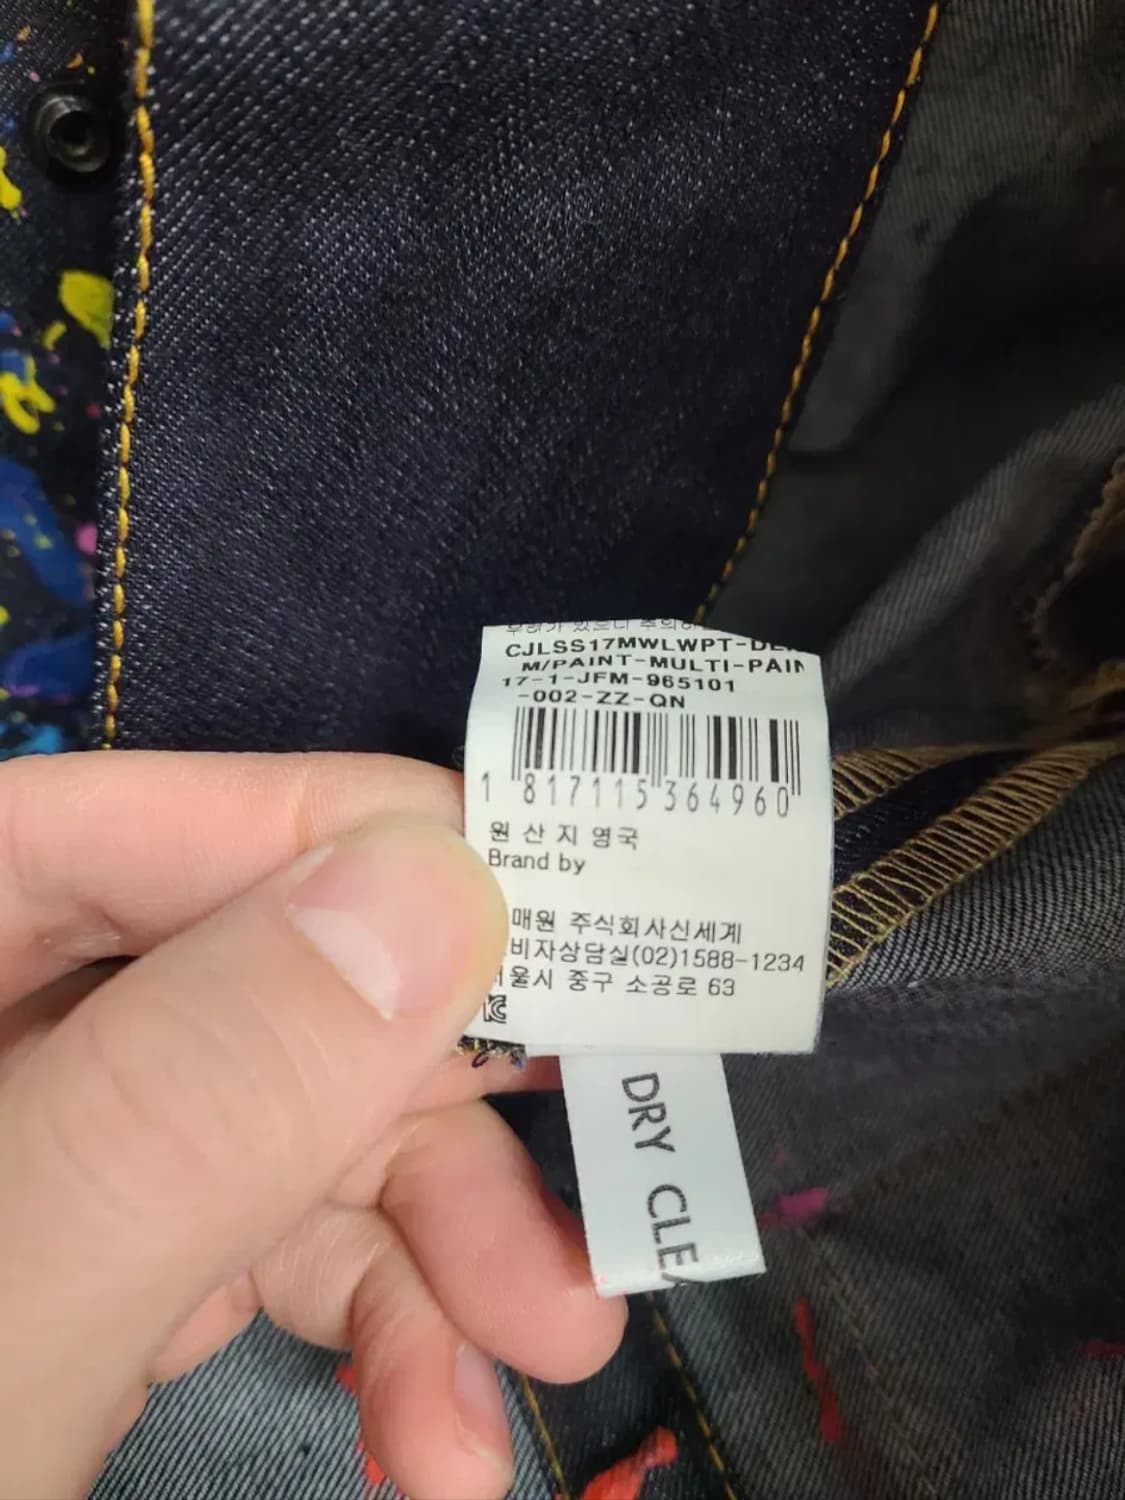 CJLSS17MWLWPT-DE
M/PAINT-MULTI-PAIN
17-1-JFM-965101
-002-ZZ-QN
1 817115 364960
원 산 지 영국
Brand by
매원 주식회사신세계
비자상담실(02)1588-1234
울시 중구 소공로 63
DRY CLEA